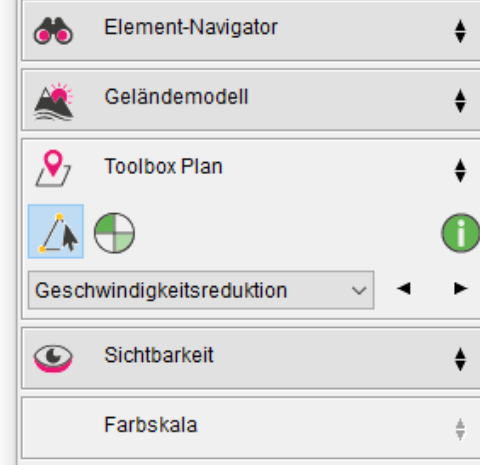 Element-Navigator
Geländemodell
Toolbox Plan
Geschwindigkeitsreduktion
Sichtbarkeit
Farbskala